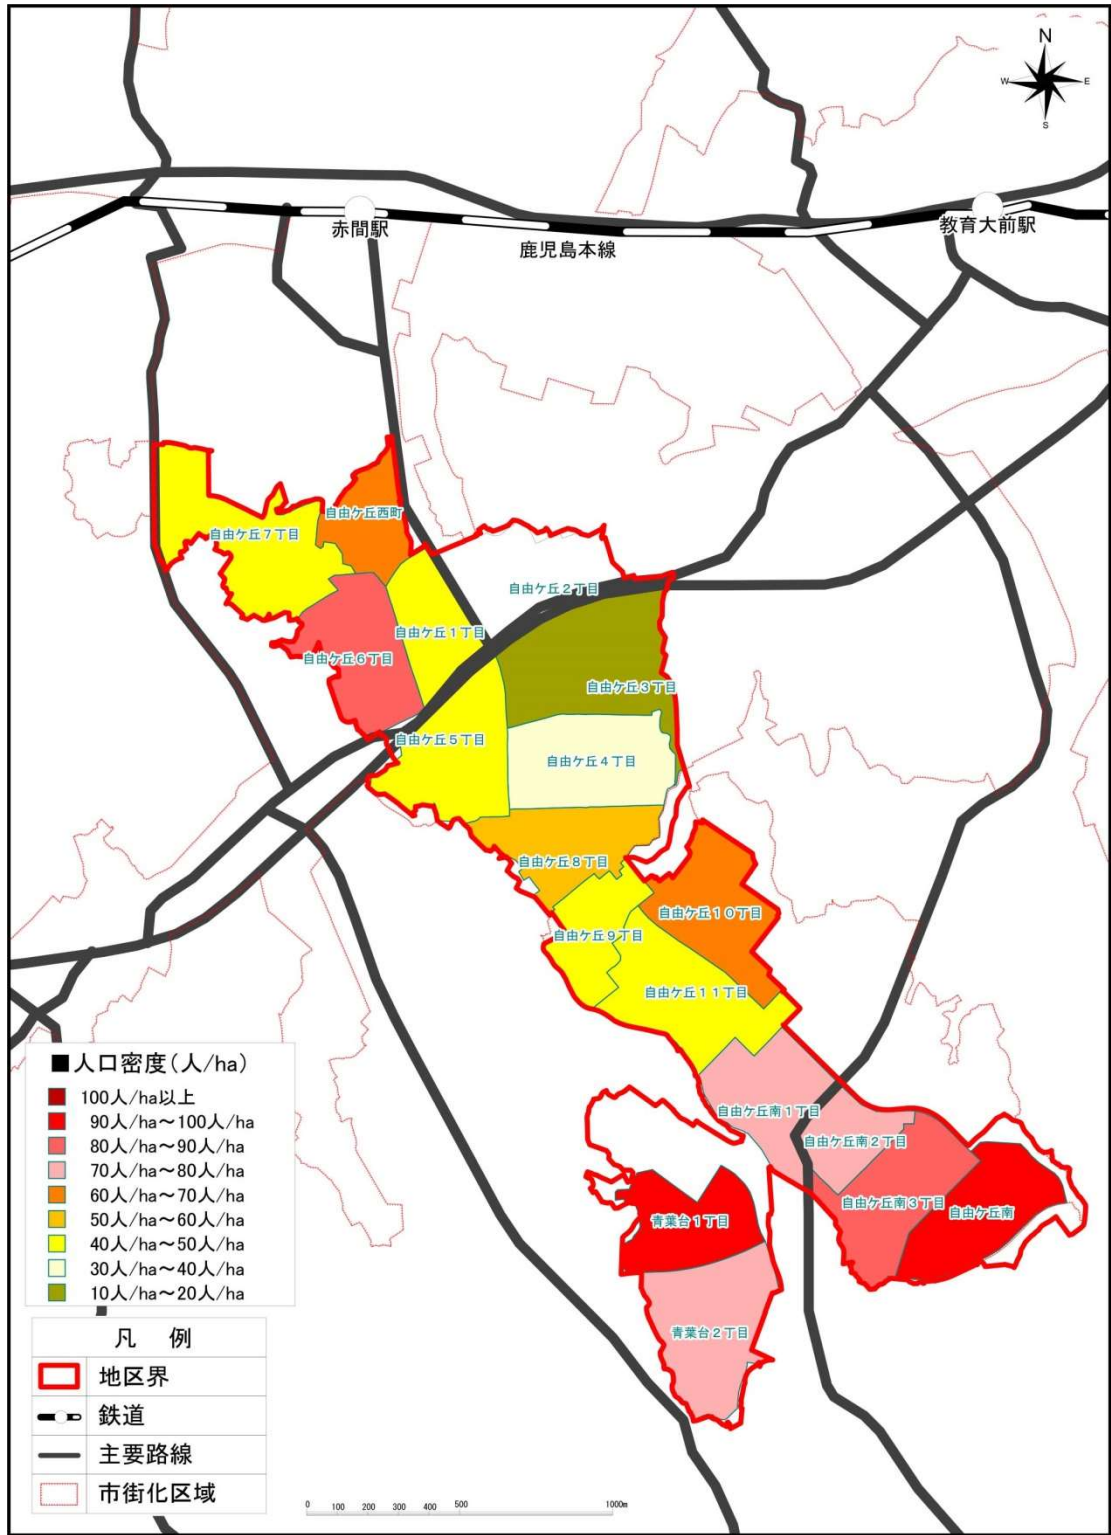 N
W
E
S
赤間駅
教育大前駅
鹿児島本線
自由ケ丘西町
自由ケ丘7丁目
自由ケ丘2丁目
自由ケ丘1丁目
自由ケ丘6丁目
自由ケ丘3丁目
自由ケ丘5丁目
自由ケ丘4丁目
自由ケ丘8丁目
自由ケ丘10丁目
自由ケ丘9丁目
自由ケ丘11丁目
自由ケ丘南1丁目
自由ケ丘南2丁目
自由ケ丘南3丁目
自由ケ丘南
青葉台1丁目
青葉台2丁目
■人口密度(人/ha)
100人/ha以上
90人/ha~100人/ha
80人/ha~90人/ha
70人/ha~80人/ha
60人/ha~70人/ha
50人/ha~60人/ha
40人/ha~50人/ha
30人/ha~40人/ha
10人/ha~20人/ha
凡 例
地区界
鉄道
主要路線
市街化区域
0 100 200 300 400 500 1000m